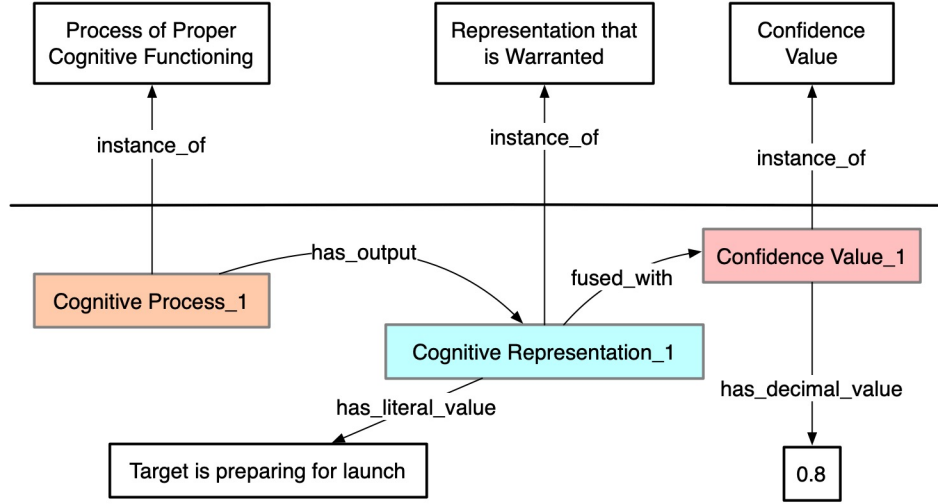 Process of Proper
Cognitive Functioning
Representation that
is Warranted
Confidence
Value
instance_of
instance_of
instance_of
has_output
Confidence Value_1
fused_with
Cognitive Process_1
Cognitive Representation_1
has_literal_value
has_decimal_value
Target is preparing for launch
0.8